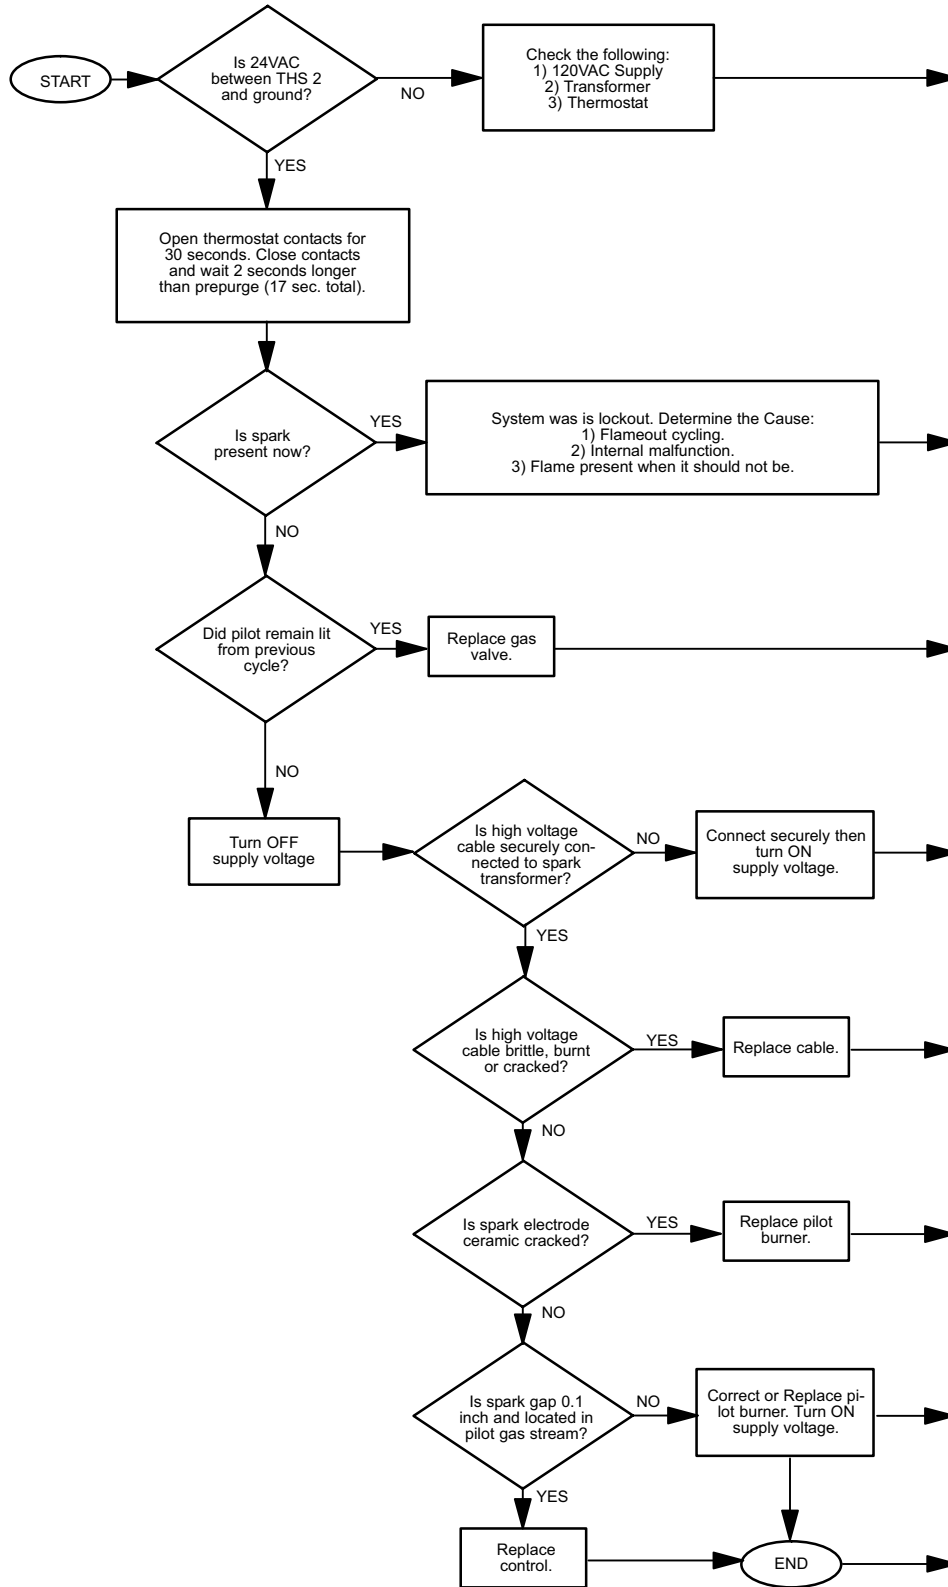 START
Is 24VAC
between THS 2
and ground?
NO
Check the following:
1) 120VAC Supply
2) Transformer
3) Thermostat
YES
Open thermostat contacts for
30 seconds. Close contacts
and wait 2 seconds longer
than prepurge (17 sec. total).
Is spark
present now?
YES
System was is lockout. Determine the Cause:
1) Flameout cycling.
2) Internal malfunction.
3) Flame present when it should not be.
NO
Did pilot remain lit
from previous
cycle?
YES
Replace gas
valve.
NO
Turn OFF
supply voltage
Is high voltage
cable securely con-
nected to spark
transformer?
NO
Connect securely then
turn ON
supply voltage.
YES
Is high voltage
cable brittle, burnt
or cracked?
YES
Replace cable.
NO
Is spark electrode
ceramic cracked?
YES
Replace pilot
burner.
NO
Is spark gap 0.1
inch and located in
pilot gas stream?
NO
Correct or Replace pi-
lot burner. Turn ON
supply voltage.
YES
Replace
control.
END